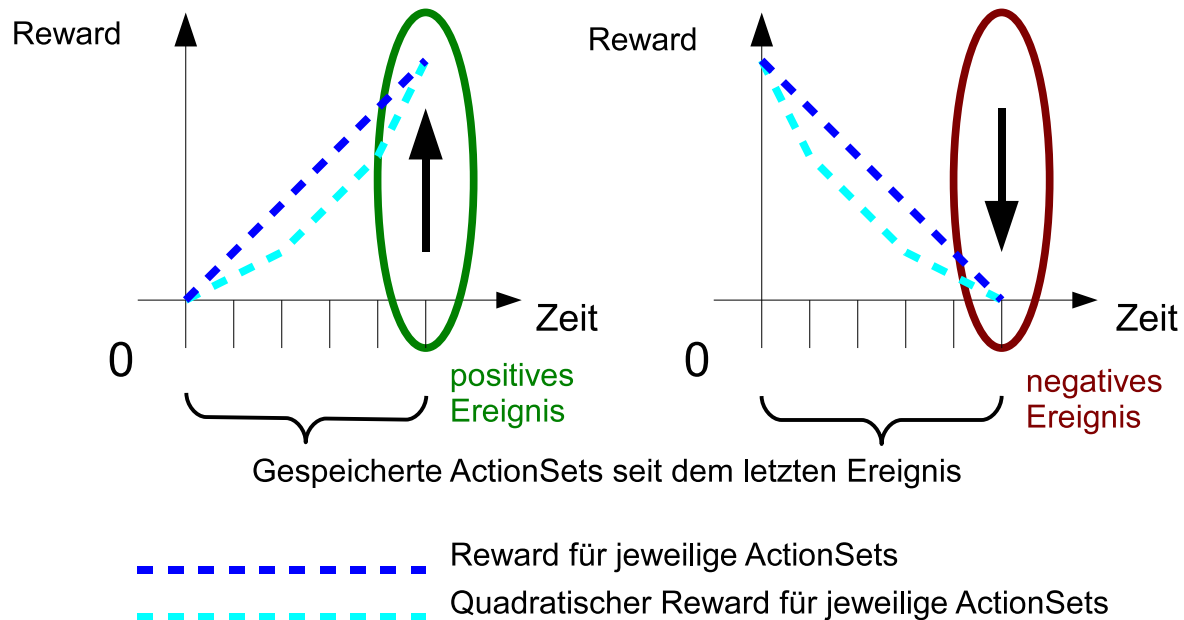 Reward
Zeit
0
positives
Ereignis
Reward
Zeit
0
negatives
Ereignis
Gespeicherte ActionSets seit dem letzten Ereignis
Reward für jeweilige ActionSets
Quadratischer Reward für jeweilige ActionSets